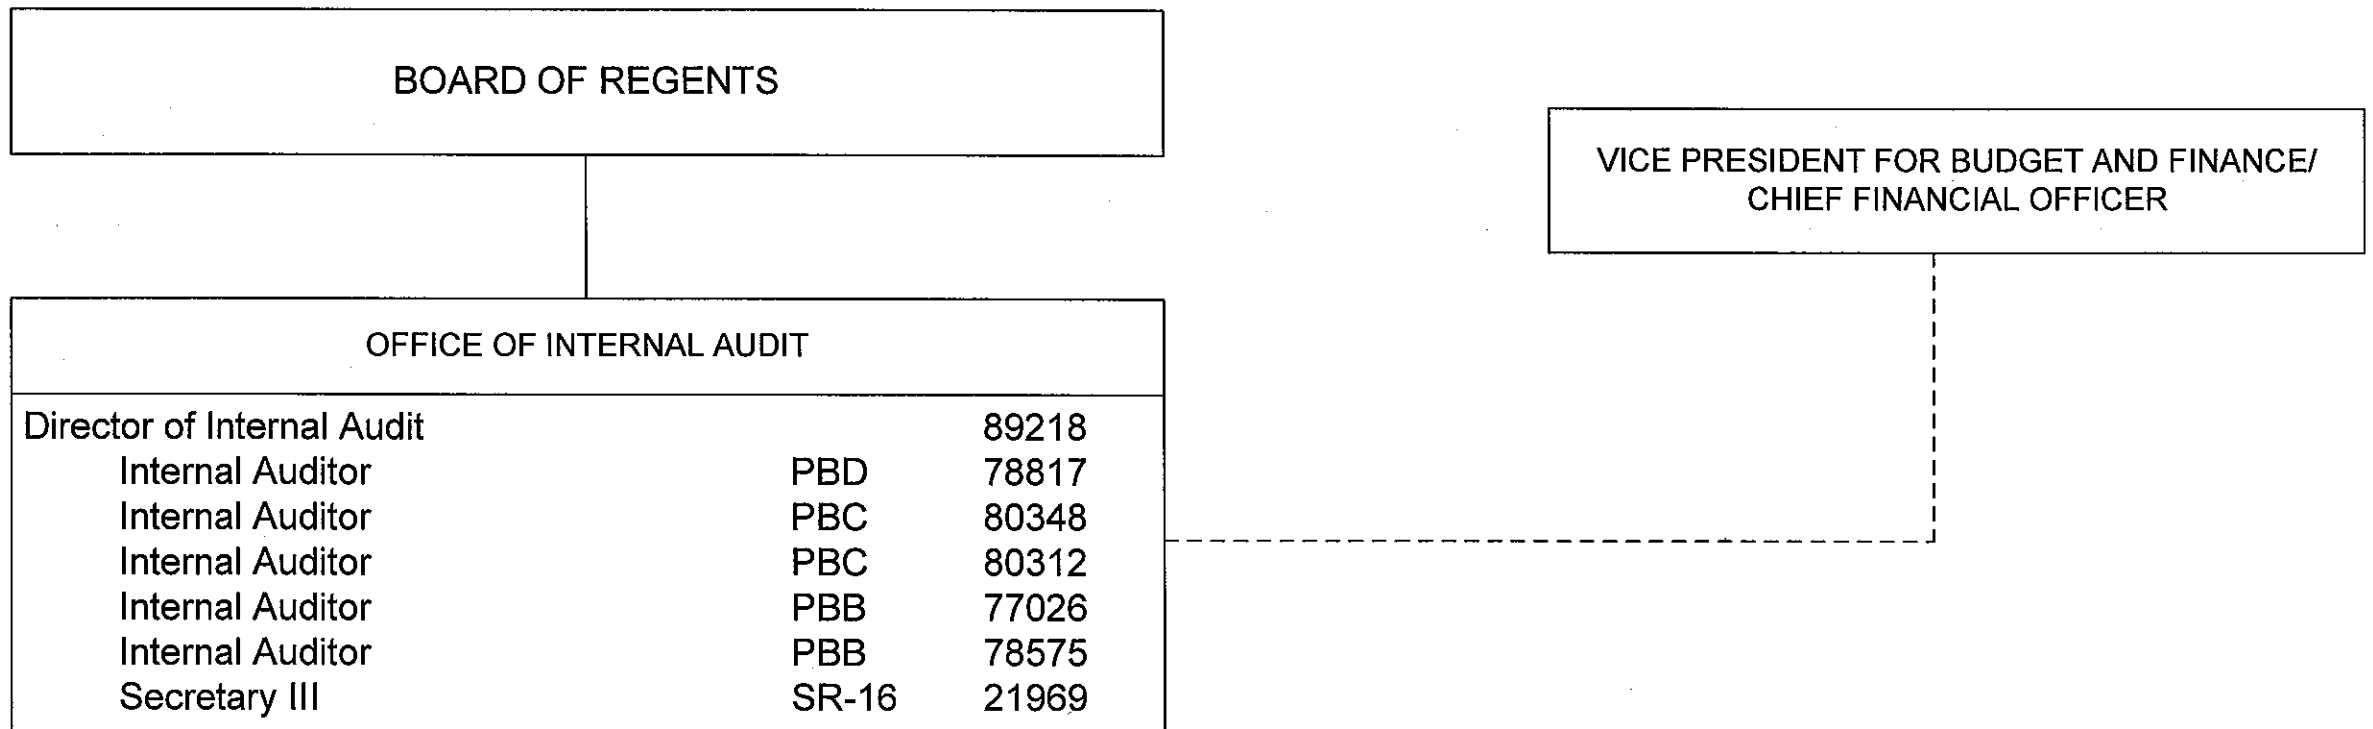 BOARD OF REGENTS
VICE PRESIDENT FOR BUDGET AND FINANCE/
CHIEF FINANCIAL OFFICER
OFFICE OF INTERNAL AUDIT
Director of Internal Audit 89218
Internal Auditor PBD 78817
Internal Auditor PBC 80348
Internal Auditor PBC 80312
Internal Auditor PBB 77026
Internal Auditor PBB 78575
Secretary III SR-16 21969